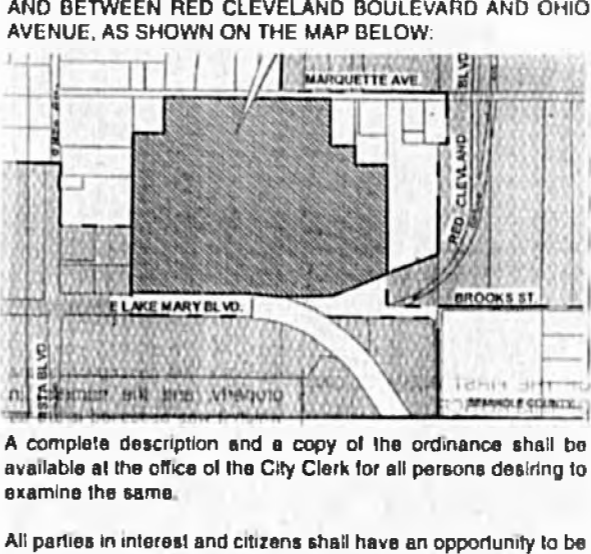 AND BETWEEN RED CLEVELAND BOULEVARD AND OHIO
AVENUE, AS SHOWN ON THE MAP BELOW:
MARQUETTE AVE.
BLVD
RED CLEVLAND
E LAKE MARY BLVD.
BROOKS ST.
BLVD
SEMINOLE COUNTY
A complete description and a copy of the ordinance shall be
available at the office of the City Clerk for all persons desiring to
examine the same.
All parties in interest and citizens shall have an opportunity to be